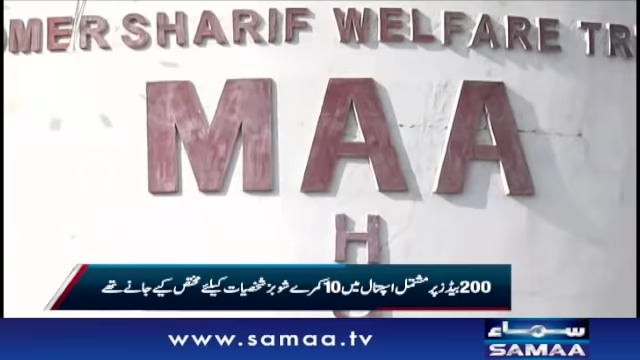 OMER SHARIF WELFARE TR
MAA
H
200 بیڈز پر مشتمل اسپتال میں 10 کمرے شوبز شخصیات کیلئے مختص کیے جانے تھے
www.samaa.tv
سماء
SAMAA